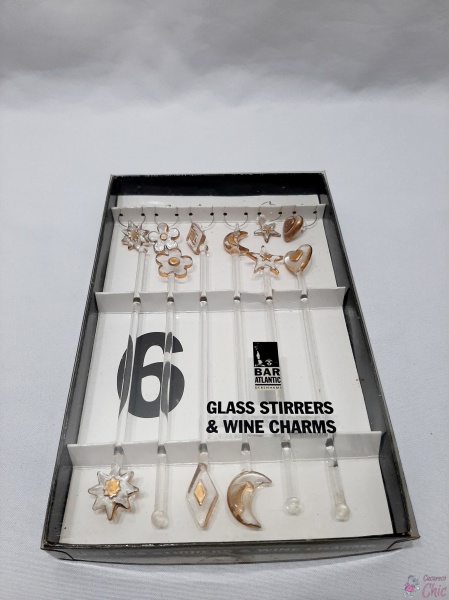 6
BAR
ATLANTIC
GLASS STIRRERS
& WINE CHARMS
Chic